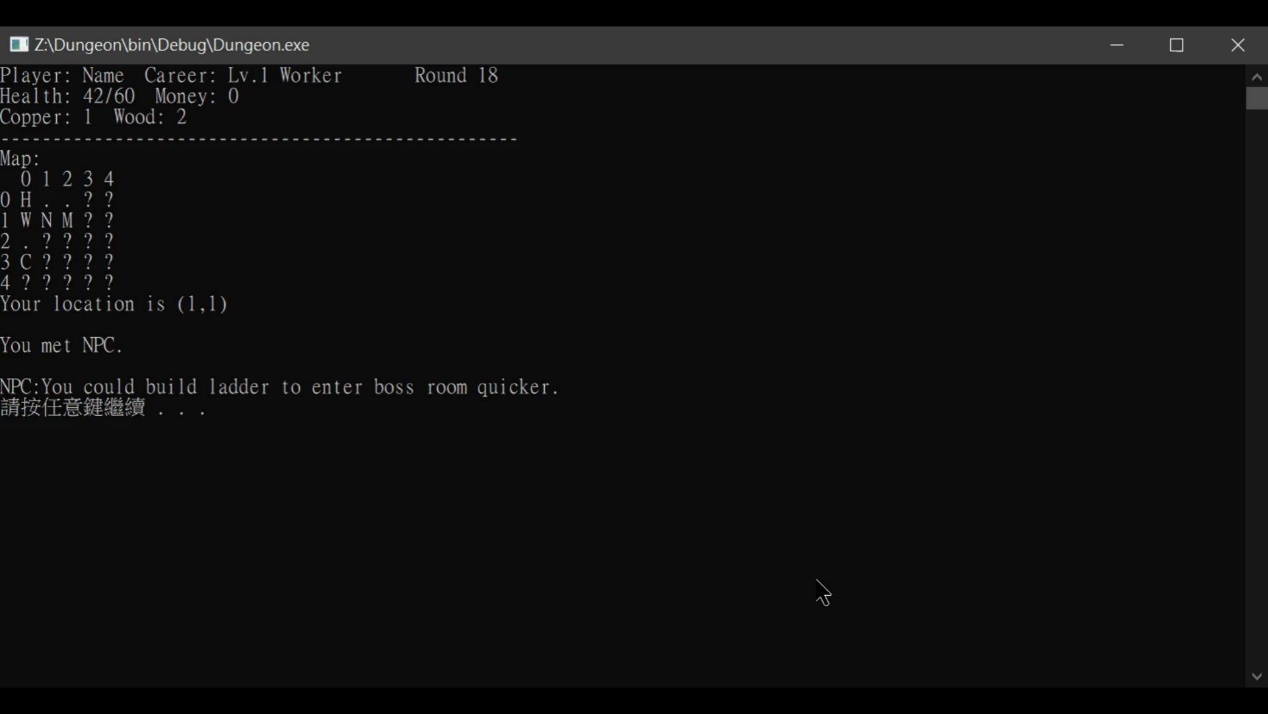 Z:\Dungeon\bin\Debug\Dungeon.exe
Player: Name  Career: Lv.1 Worker       Round 18
Health: 42/60  Money: 0
Copper: 1  Wood: 2
--------------------------------------------------
Map:
  0 1 2 3 4
0 H . . ? ?
1 W N M ? ?
2 . ? ? ? ?
3 C ? ? ? ?
4 ? ? ? ? ?
Your location is (1,1)
You met NPC.
NPC:You could build ladder to enter boss room quicker.
請按任意鍵繼續 . . .